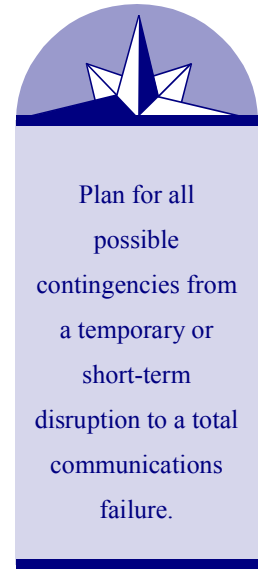 Plan for all
possible
contingencies from
a temporary or
short-term
disruption to a total
communications
failure.